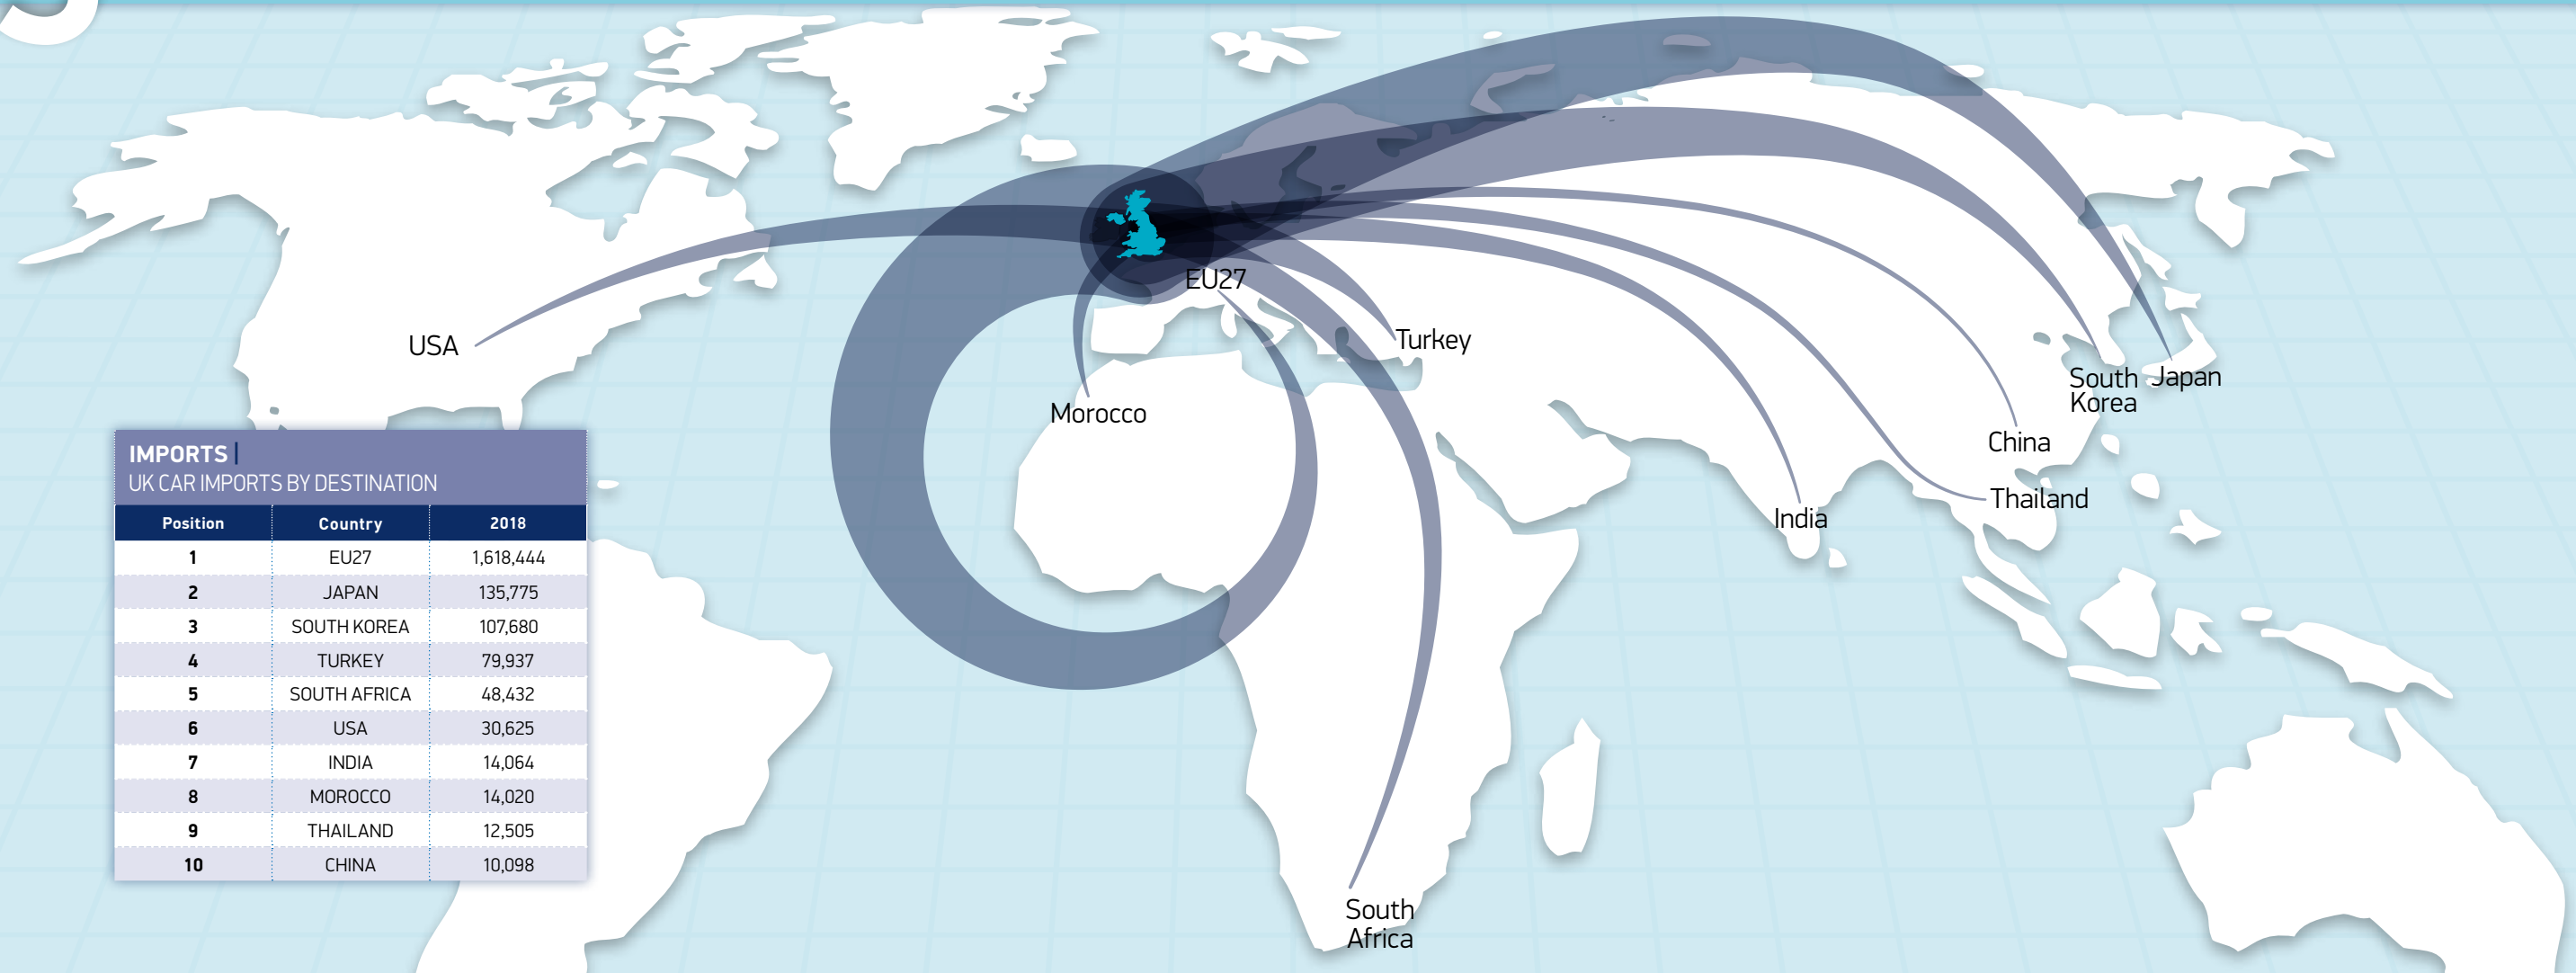 EU27
USA
Turkey
Morocco
South
Korea
Japan
China
Thailand
India
South
Africa
IMPORTS |
UK CAR IMPORTS BY DESTINATION
Position Country 2018
1 EU27 1,618,444
2 JAPAN 135,775
3 SOUTH KOREA 107,680
4 TURKEY 79,937
5 SOUTH AFRICA 48,432
6 USA 30,625
7 INDIA 14,064
8 MOROCCO 14,020
9 THAILAND 12,505
10 CHINA 10,098